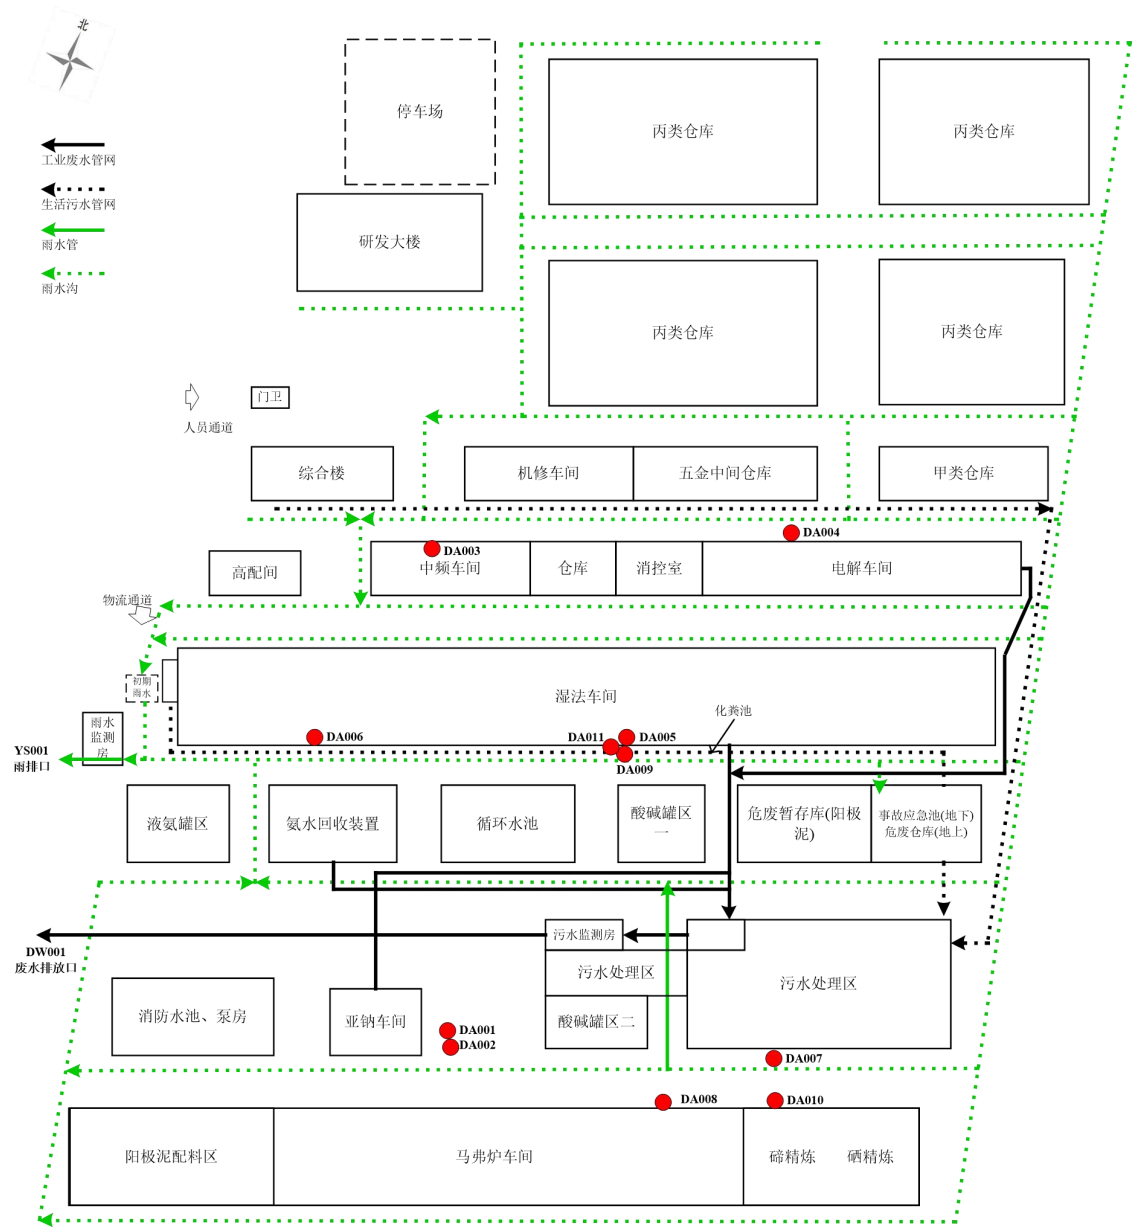 北
停车场
丙类仓库
丙类仓库
工业废水管网
生活污水管网
雨水管
雨水沟
研发大楼
丙类仓库
丙类仓库
门卫
人员通道
综合楼
机修车间
五金中间仓库
甲类仓库
DA004
DA003
高配间
中频车间
仓库
消控室
电解车间
物流通道
初期
雨水
湿法车间
化粪池
雨水
监测
房
YS001
雨排口
DA006
DA011
DA005
DA009
液氨罐区
氨水回收装置
循环水池
酸碱罐区
一
危废暂存库(阳极
泥)
事故应急池(地下)
危废仓库(地上)
污水监测房
DW001
废水排放口
污水处理区
污水处理区
消防水池、泵房
亚钠车间
酸碱罐区二
DA001
DA002
DA007
DA008
DA010
阳极泥配料区
马弗炉车间
碲精炼
硒精炼